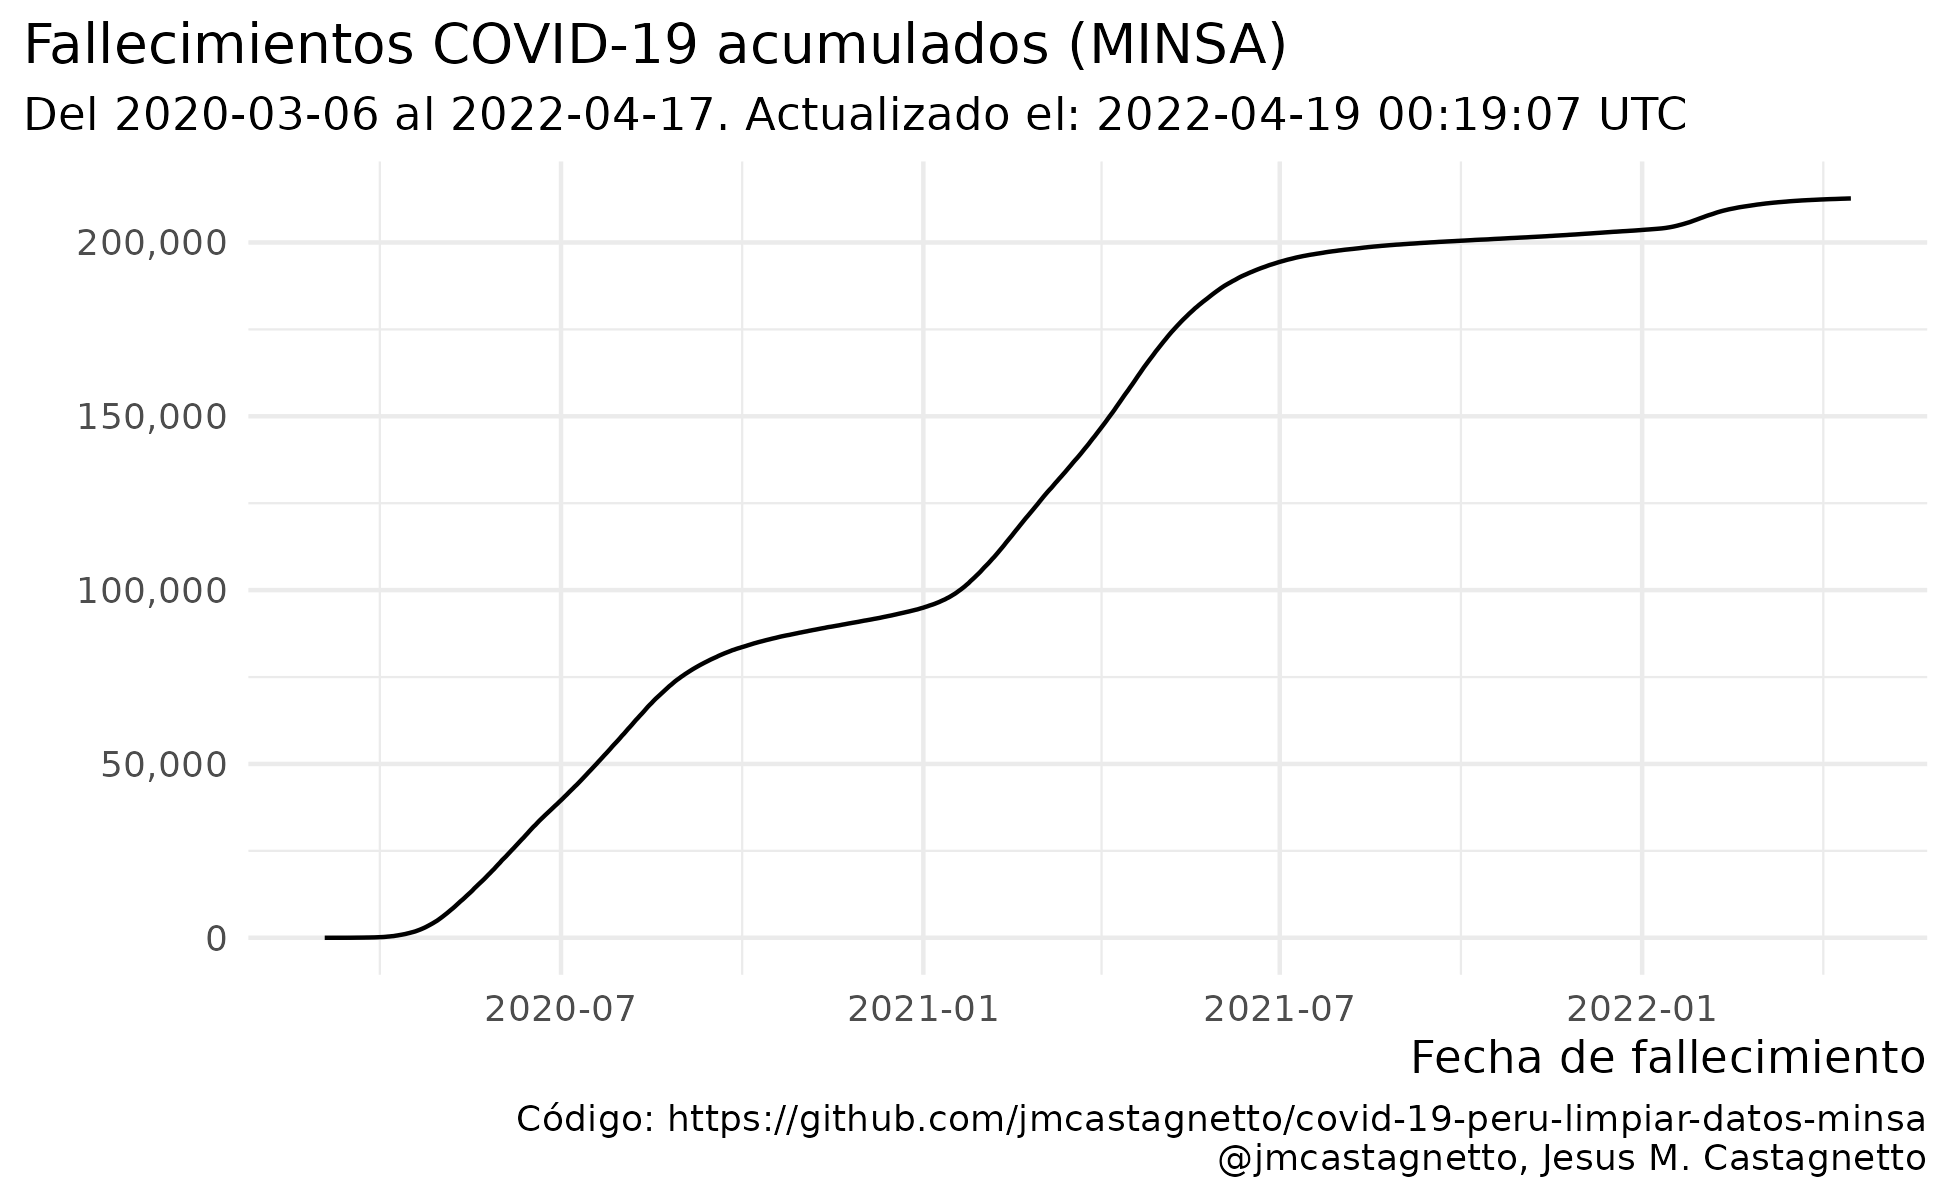 Fallecimientos COVID-19 acumulados (MINSA)
Del 2020-03-06 al 2022-04-17. Actualizado el: 2022-04-19 00:19:07 UTC
200,000
150,000
100,000
50,000
0
2020-07 2021-01 2021-07 2022-01
Fecha de fallecimiento
Código: https://github.com/jmcastagnetto/covid-19-peru-limpiar-datos-minsa
@jmcastagnetto, Jesus M. Castagnetto